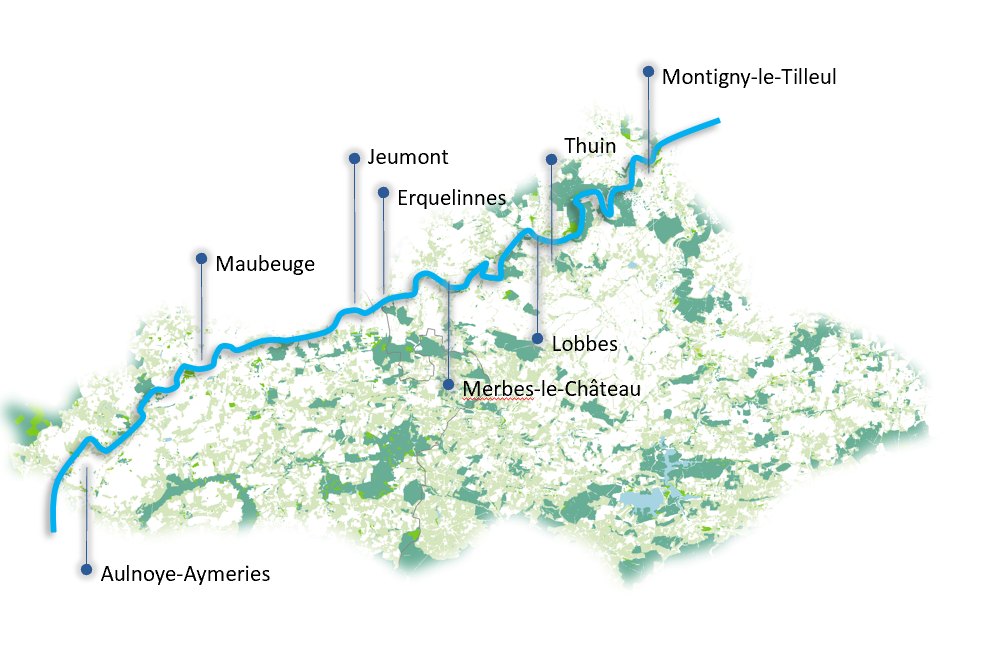 Montigny-le-Tilleul
Thuin
Jeumont
Erquelinnes
Maubeuge
Lobbes
Merbes-le-Château
Aulnoye-Aymeries